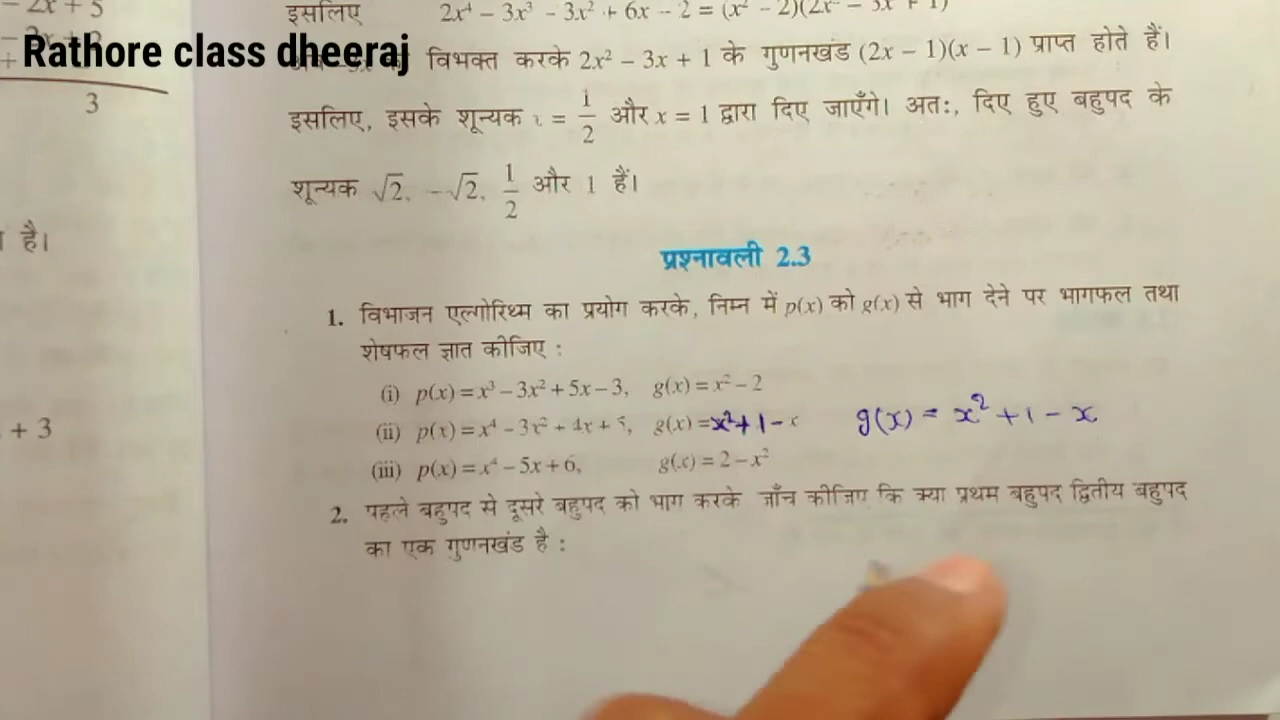 - 2x + 5
इसलिए 2x⁴ – 3x³ – 3x² + 6x – 2 = (x² – 2)(2x² – 3x + 1)
Rathore class dheeraj
विभक्त करके 2x² – 3x + 1 के गुणनखंड (2x – 1)(x – 1) प्राप्त होते हैं।
3
इसलिए, इसके शून्यक x = 1/2 और x = 1 द्वारा दिए जाएँगे। अतः, दिए हुए बहुपद के
शून्यक √2, –√2, 1/2 और 1 हैं।
है।
प्रश्नावली 2.3
1. विभाजन एल्गोरिथ्म का प्रयोग करके, निम्न में p(x) को g(x) से भाग देने पर भागफल तथा
शेषफल ज्ञात कीजिए :
(i) p(x) = x³ – 3x² + 5x – 3, g(x) = x² – 2
(ii) p(x) = x⁴ – 3x² + 4x + 5, g(x) = x² + 1 – x g(x) = x² + 1 – x
+ 3
(iii) p(x) = x⁴ – 5x + 6, g(x) = 2 – x²
2. पहले बहुपद से दूसरे बहुपद को भाग करके जाँच कीजिए कि क्या प्रथम बहुपद द्वितीय बहुपद
का एक गुणनखंड है :